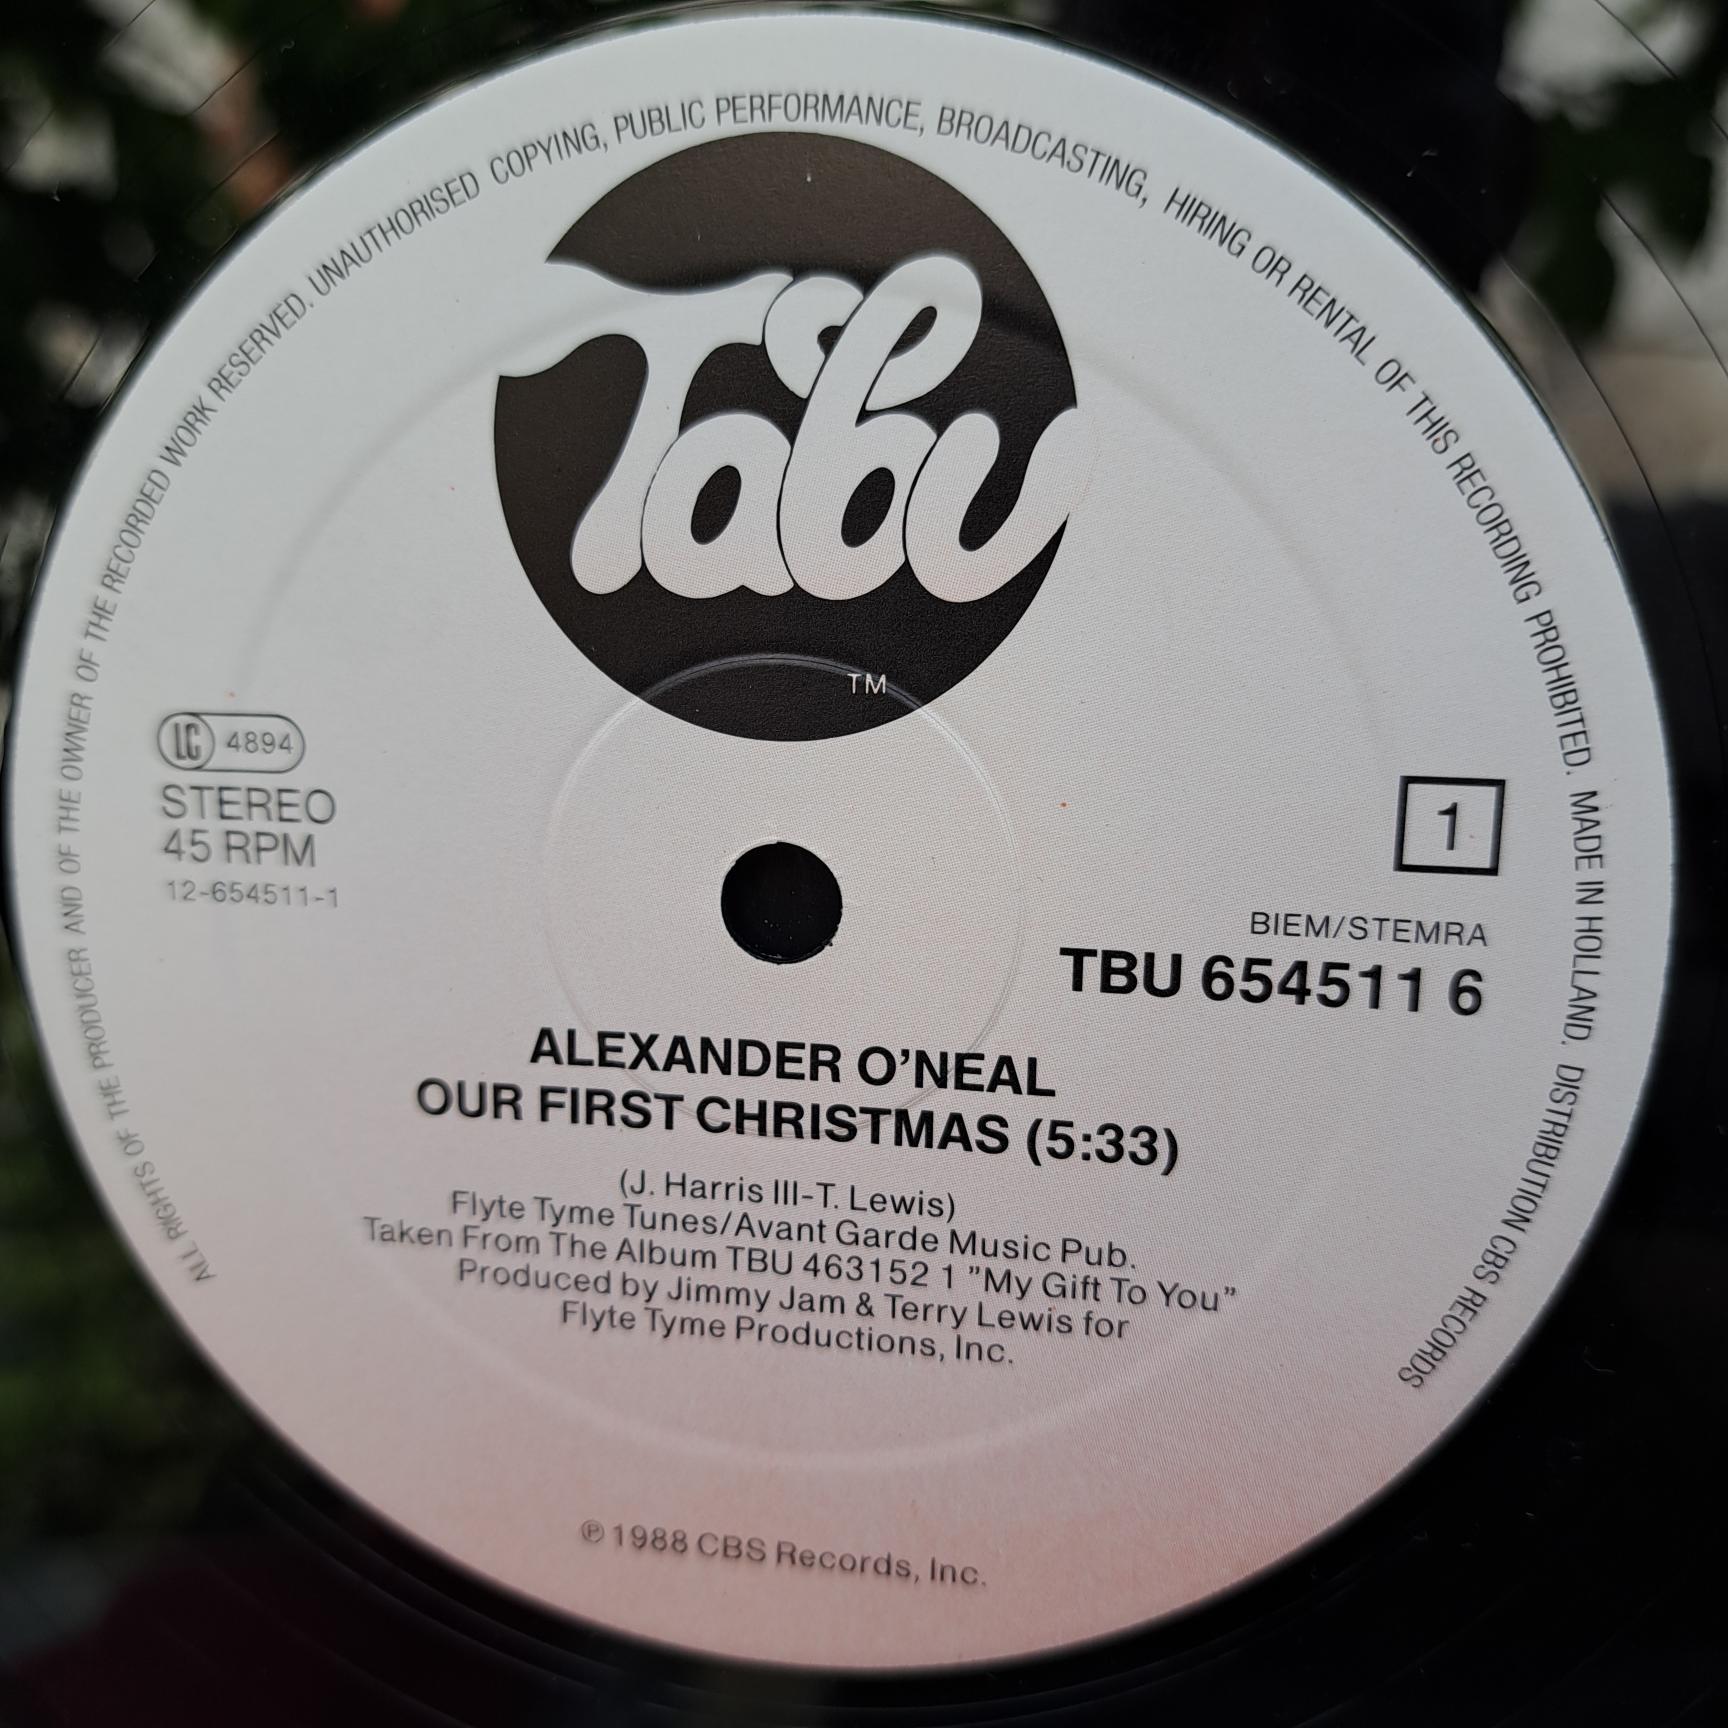 ALL RIGHTS OF THE PRODUCER AND OF THE OWNER OF THE RECORDED WORK RESERVED. UNAUTHORISED COPYING, PUBLIC PERFORMANCE, BROADCASTING, HIRING OR RENTAL OF THIS RECORDING PROHIBITED. MADE IN HOLLAND. DISTRIBUTION CBS RECORDS
Tabu
TM
LC 4894
STEREO
45 RPM
12-654511-1
1
BIEM/STEMRA
TBU 654511 6
ALEXANDER O'NEAL
OUR FIRST CHRISTMAS (5:33)
(J. Harris III-T. Lewis)
Flyte Tyme Tunes/Avant Garde Music Pub.
Taken From The Album TBU 463152 1 "My Gift To You"
Produced by Jimmy Jam & Terry Lewis for
Flyte Tyme Productions, Inc.
℗ 1988 CBS Records, Inc.